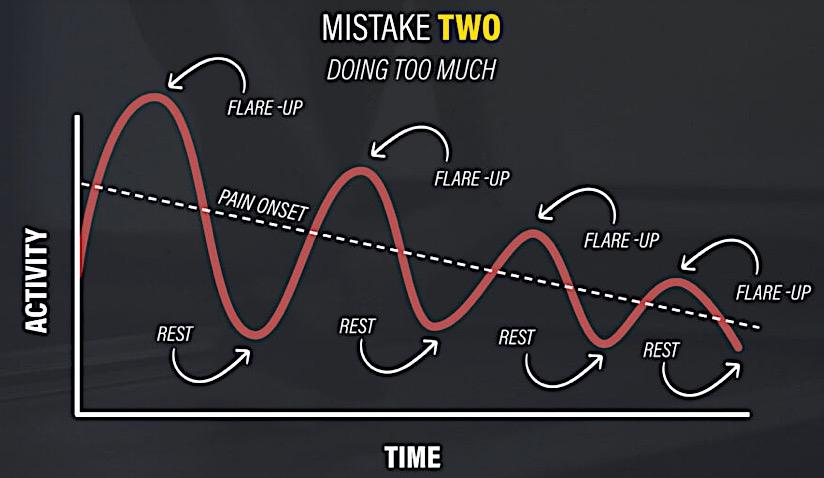 MISTAKE TWO
DOING TOO MUCH
FLARE -UP
FLARE -UP
PAIN ONSET
FLARE -UP
FLARE -UP
ACTIVITY
REST
REST
REST
REST
TIME